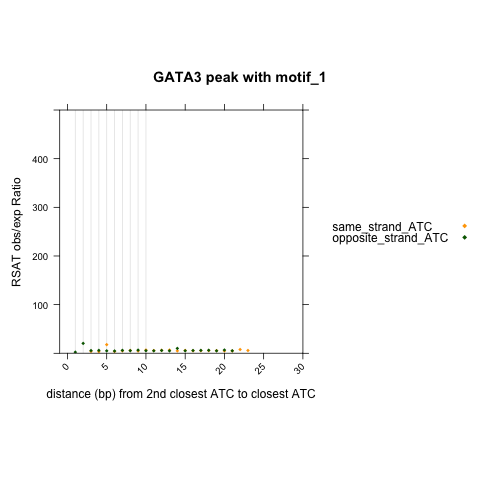 GATA3 peak with motif_1
RSAT obs/exp Ratio
400
300
200
100
0
5
10
15
20
25
30
distance (bp) from 2nd closest ATC to closest ATC
same_strand_ATC
opposite_strand_ATC